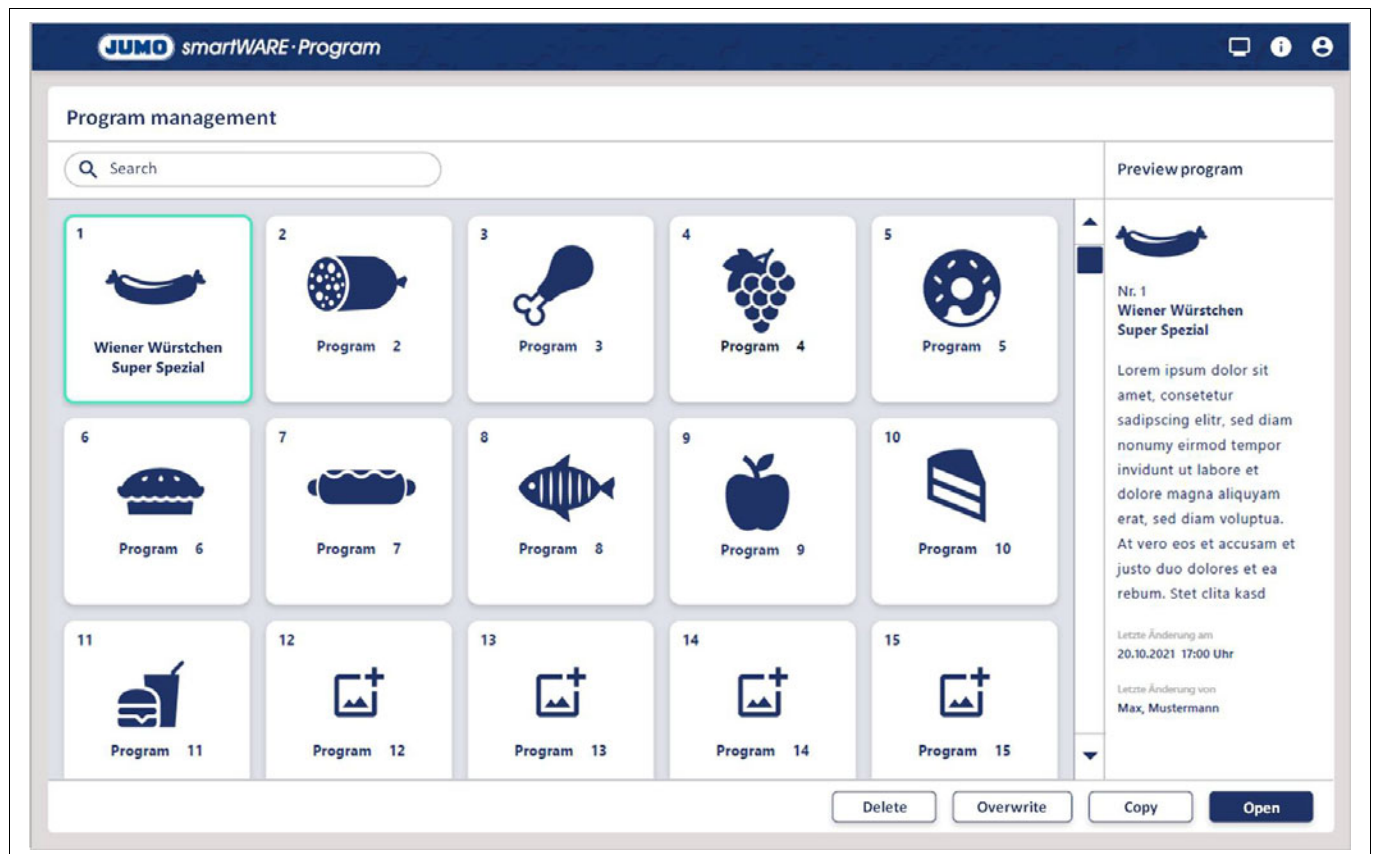 JUMO smartWARE·Program
Program management
Search
Preview program
1
Wiener Würstchen
Super Spezial
2
Program 2
3
Program 3
4
Program 4
5
Program 5
6
Program 6
7
Program 7
8
Program 8
9
Program 9
10
Program 10
11
Program 11
12
Program 12
13
Program 13
14
Program 14
15
Program 15
Nr. 1
Wiener Würstchen
Super Spezial
Lorem ipsum dolor sit
amet, consetetur
sadipscing elitr, sed diam
nonumy eirmod tempor
invidunt ut labore et
dolore magna aliquyam
erat, sed diam voluptua.
At vero eos et accusam et
justo duo dolores et ea
rebum. Stet clita kasd
Letzte Änderung am
20.10.2021 17:00 Uhr
Letzte Änderung von
Max, Mustermann
Delete
Overwrite
Copy
Open